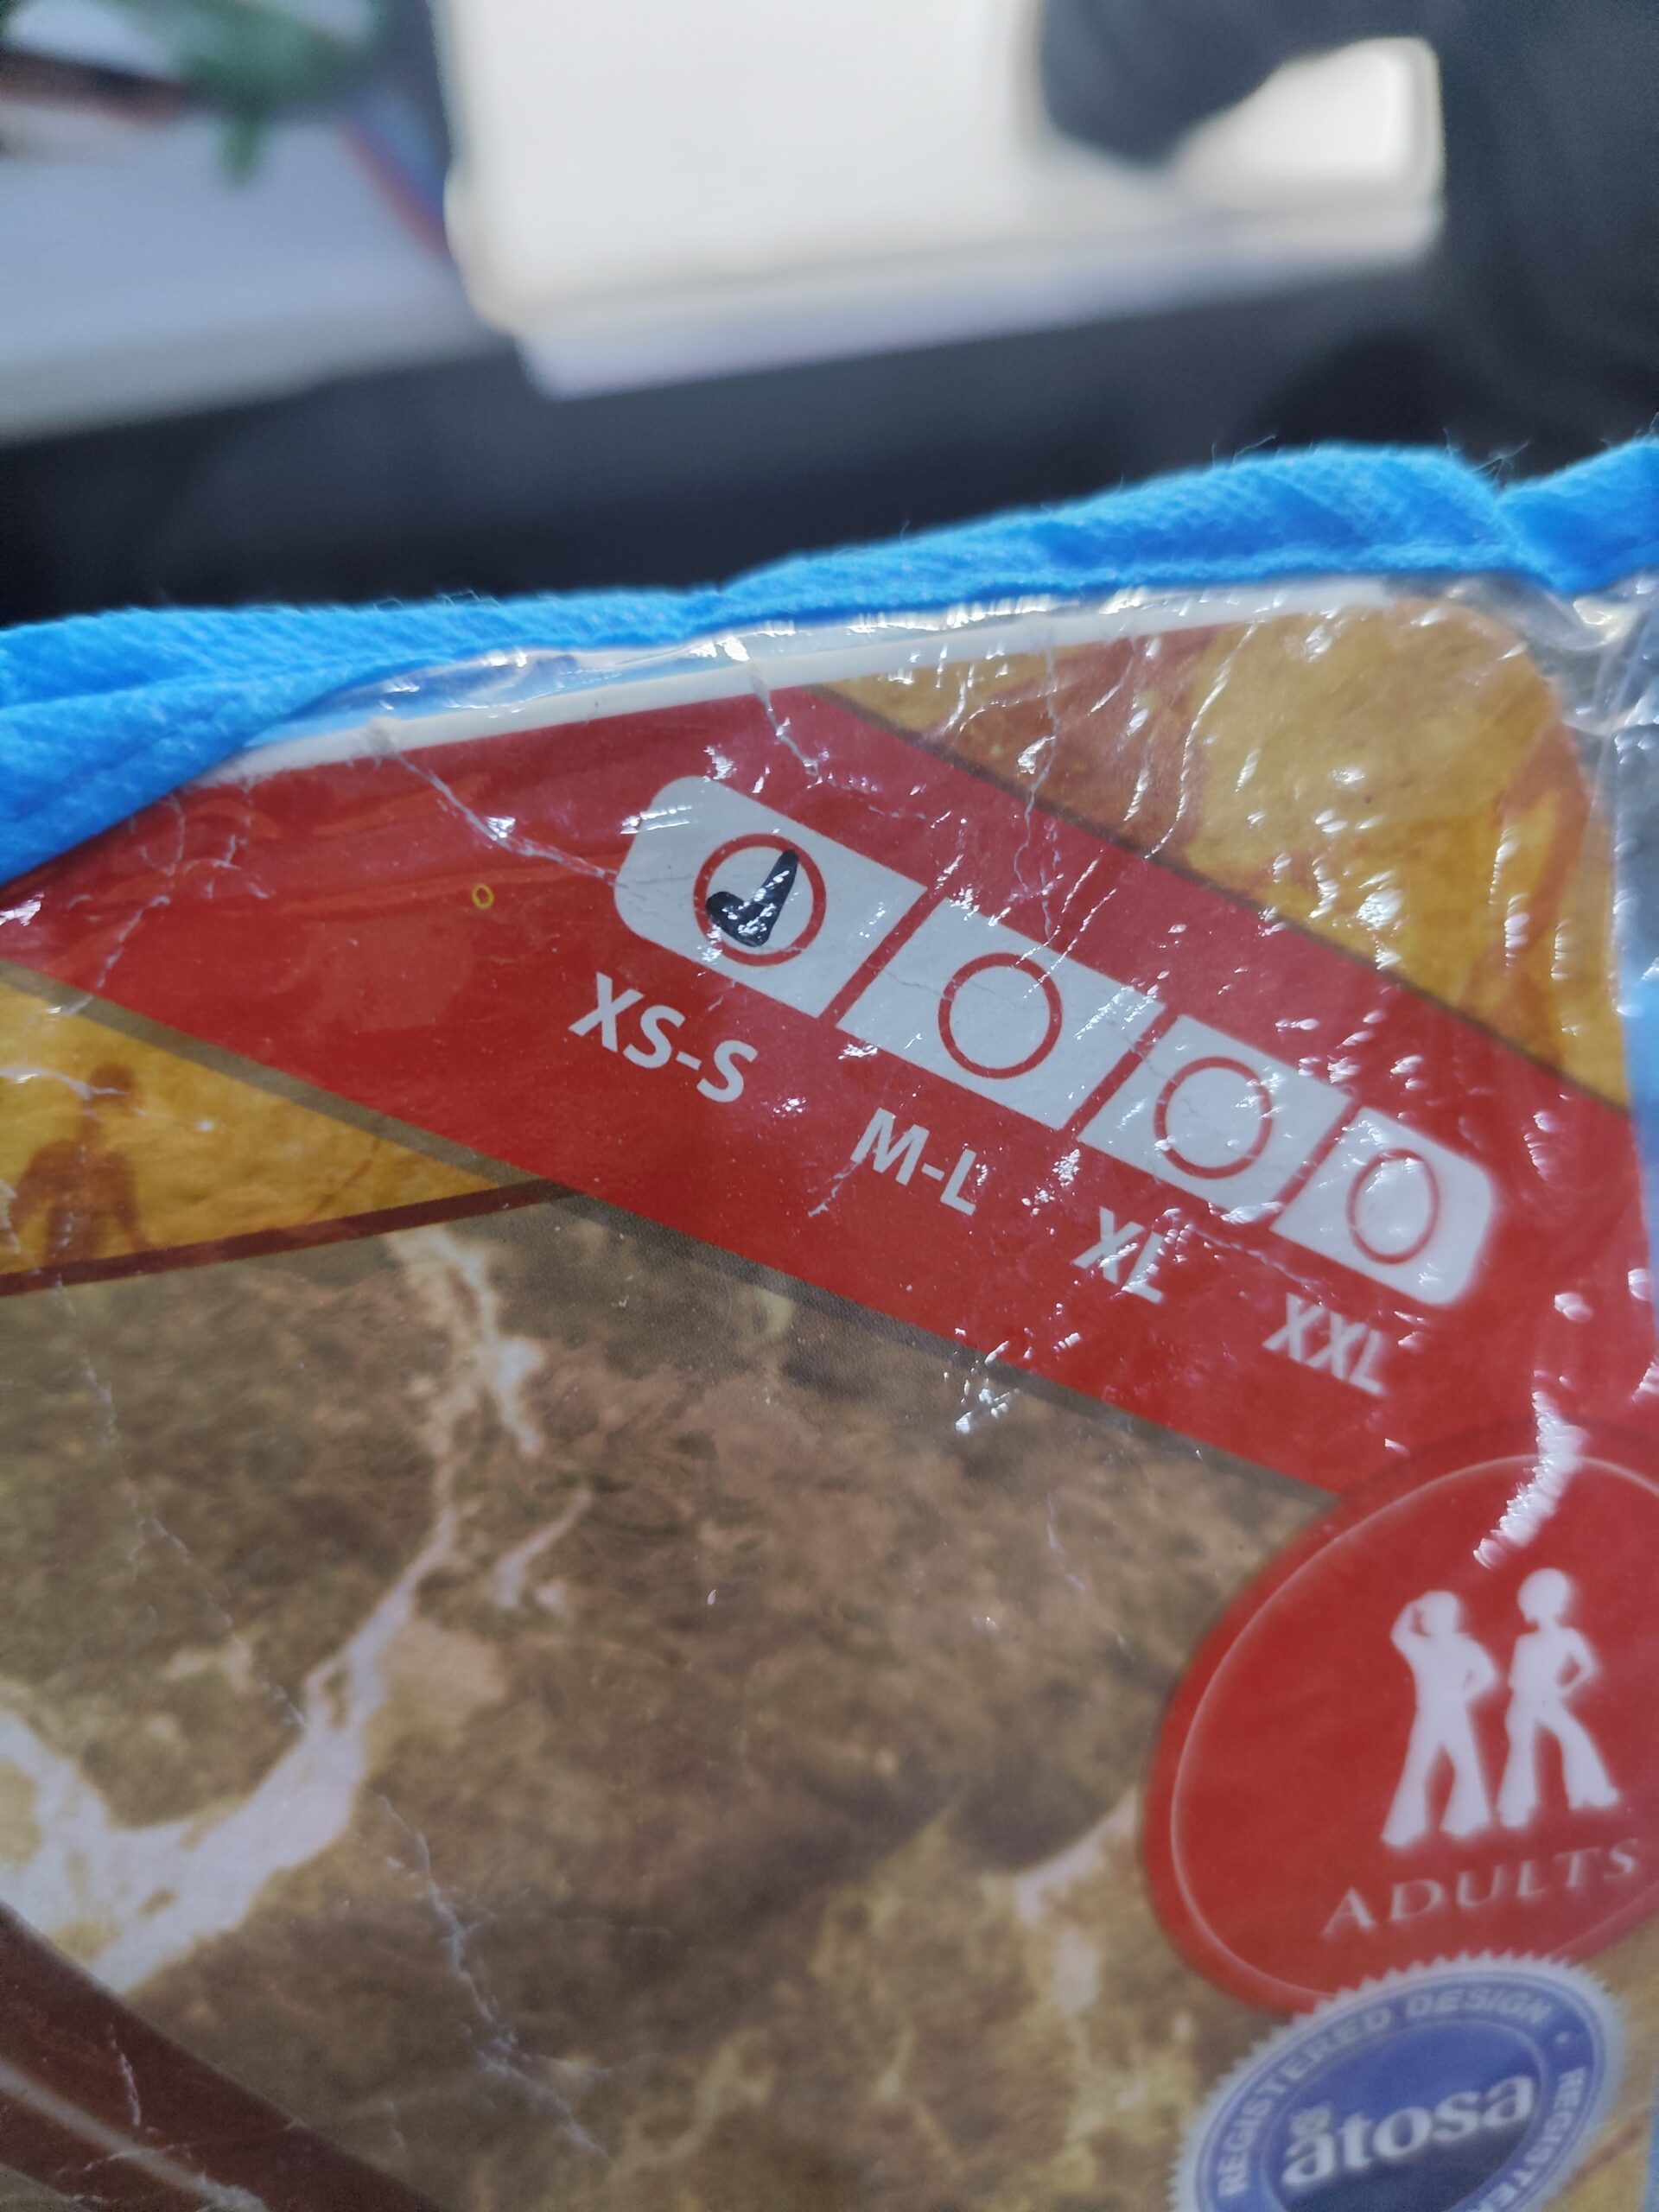 XS-S
M-L
XL
XXL
ADULTS
REGISTERED DESIGN
atosa